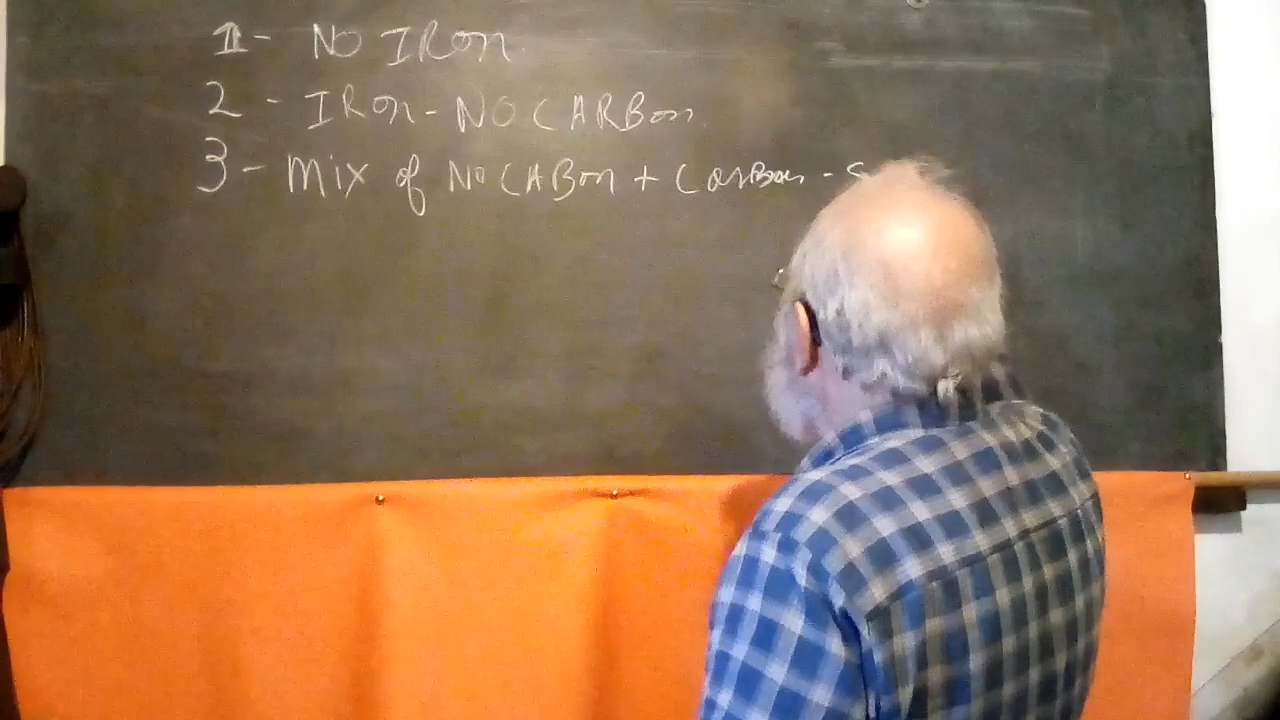 1- NO IRon
2 - IRon - NO CARBon
3 - Mix of NO CABon + Carbon - S